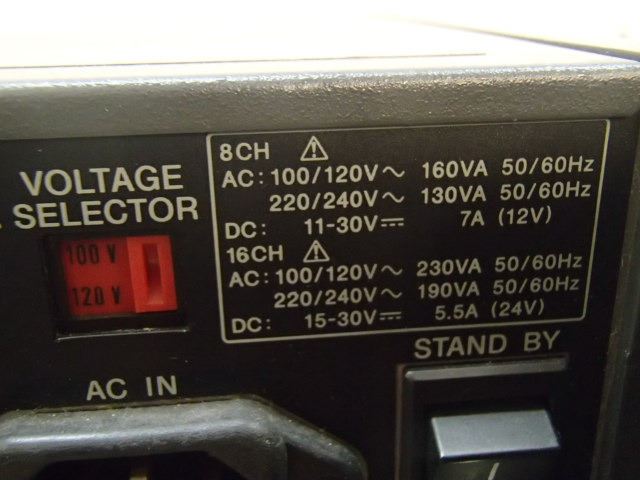 VOLTAGE
SELECTOR
100 V
120 V
8CH ⚠
AC: 100/120V~ 160VA 50/60Hz
220/240V~ 130VA 50/60Hz
DC: 11-30V⎓ 7A (12V)
16CH ⚠
AC: 100/120V~ 230VA 50/60Hz
220/240V~ 190VA 50/60Hz
DC: 15-30V⎓ 5.5A (24V)
STAND BY
AC IN